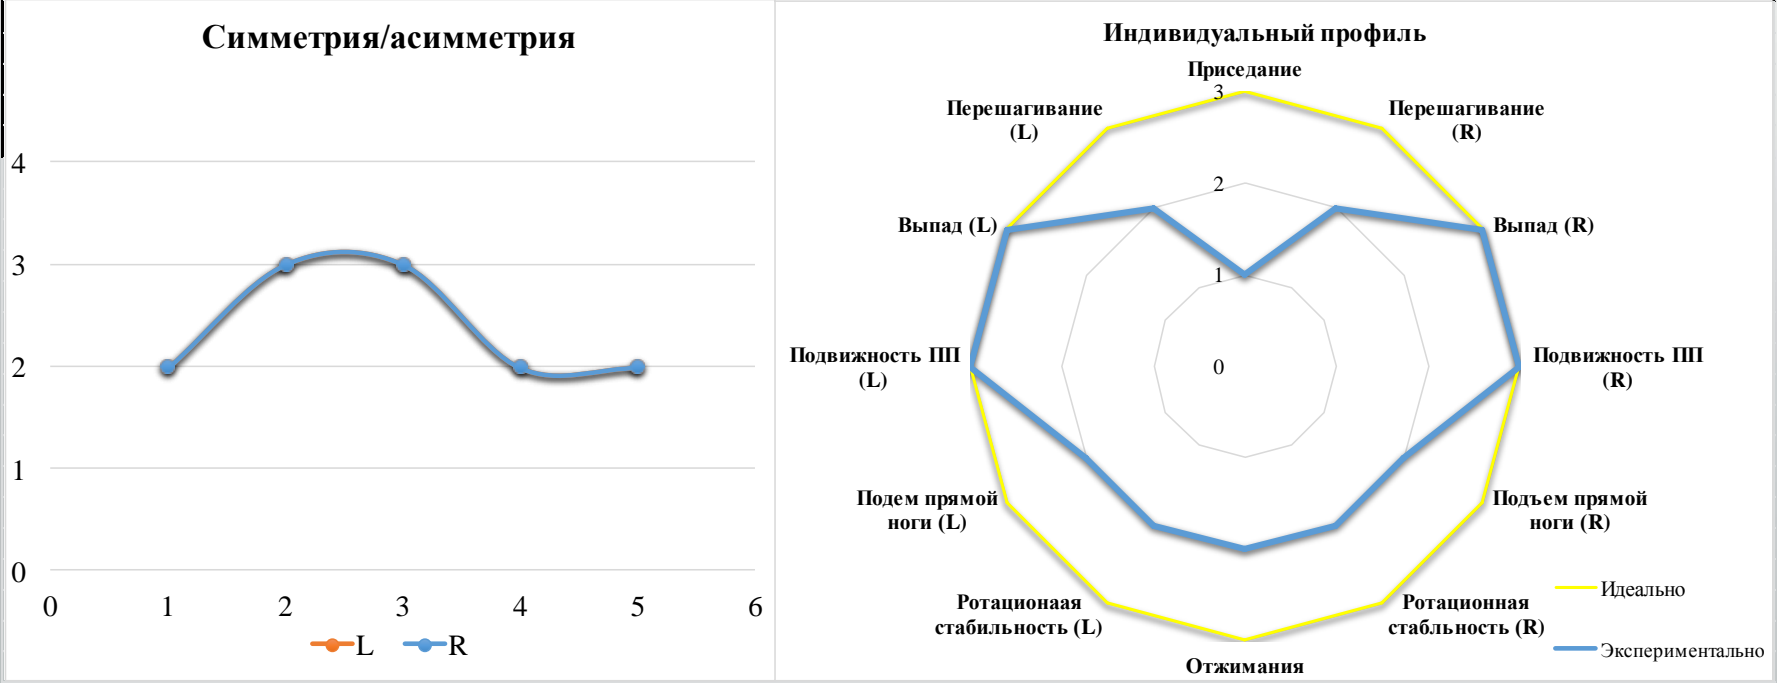 Симметрия/асимметрия
4
3
2
1
0
0 1 2 3 4 5 6
L R
Индивидуальный профиль
Приседание
3
Перешагивание
(L)
Перешагивание
(R)
2
Выпад (L)
Выпад (R)
1
Подвижность ПП
(L)
0
Подвижность ПП
(R)
Подем прямой
ноги (L)
Подъем прямой
ноги (R)
Ротационаая
стабильность (L)
Ротационная
стабльность (R)
Отжимания
Идеально
Экспериментально